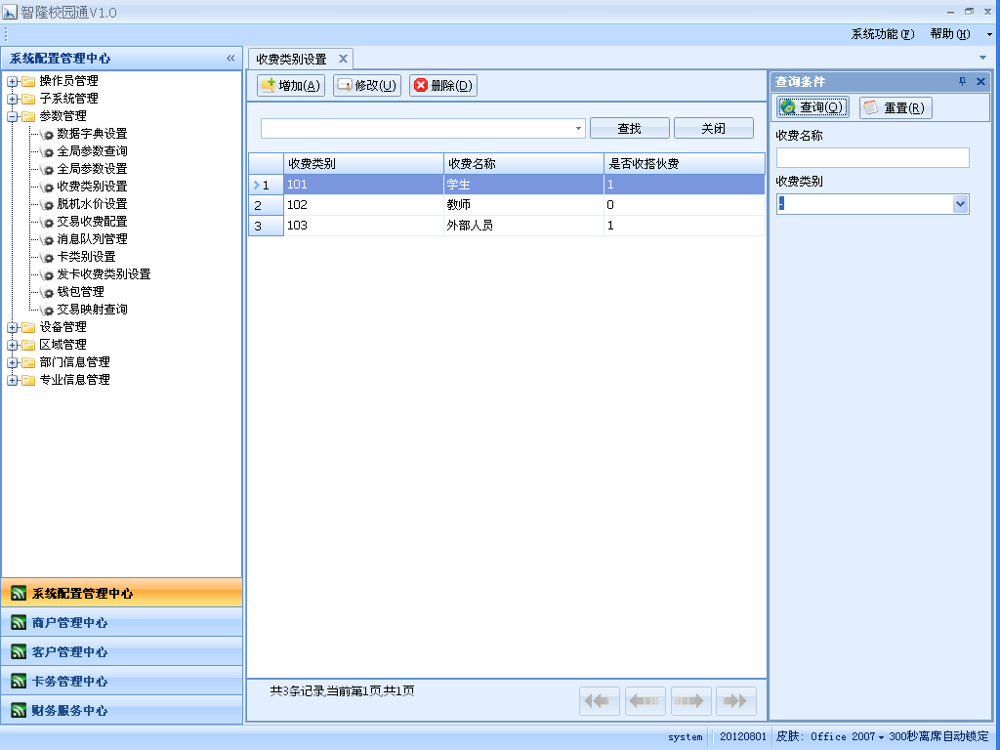 智隆校园通V1.0
系统功能(F) 帮助(H)
系统配置管理中心
操作员管理
子系统管理
参数管理
数据字典设置
全局参数查询
全局参数设置
收费类别设置
脱机水价设置
交易收费配置
消息队列管理
卡类别设置
发卡收费类别设置
钱包管理
交易映射查询
设备管理
区域管理
部门信息管理
专业信息管理
系统配置管理中心
商户管理中心
客户管理中心
卡务管理中心
财务服务中心
收费类别设置
增加(A) 修改(U) 删除(D)
查找 关闭
收费类别 收费名称 是否收搭伙费
1 101 学生 1
2 102 教师 0
3 103 外部人员 1
共3条记录,当前第1页,共1页
查询条件
查询(Q) 重置(R)
收费名称
收费类别
-
system 20120801 皮肤: Office 2007 300秒离席自动锁定